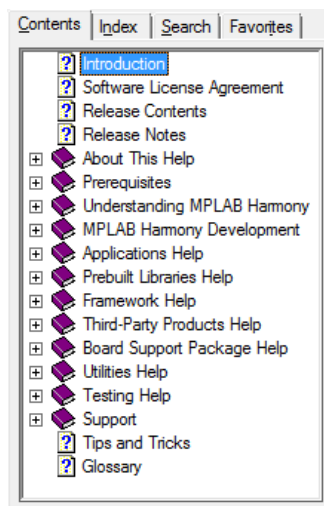 Contents Index Search Favorites
Introduction
Software License Agreement
Release Contents
Release Notes
About This Help
Prerequisites
Understanding MPLAB Harmony
MPLAB Harmony Development
Applications Help
Prebuilt Libraries Help
Framework Help
Third-Party Products Help
Board Support Package Help
Utilities Help
Testing Help
Support
Tips and Tricks
Glossary